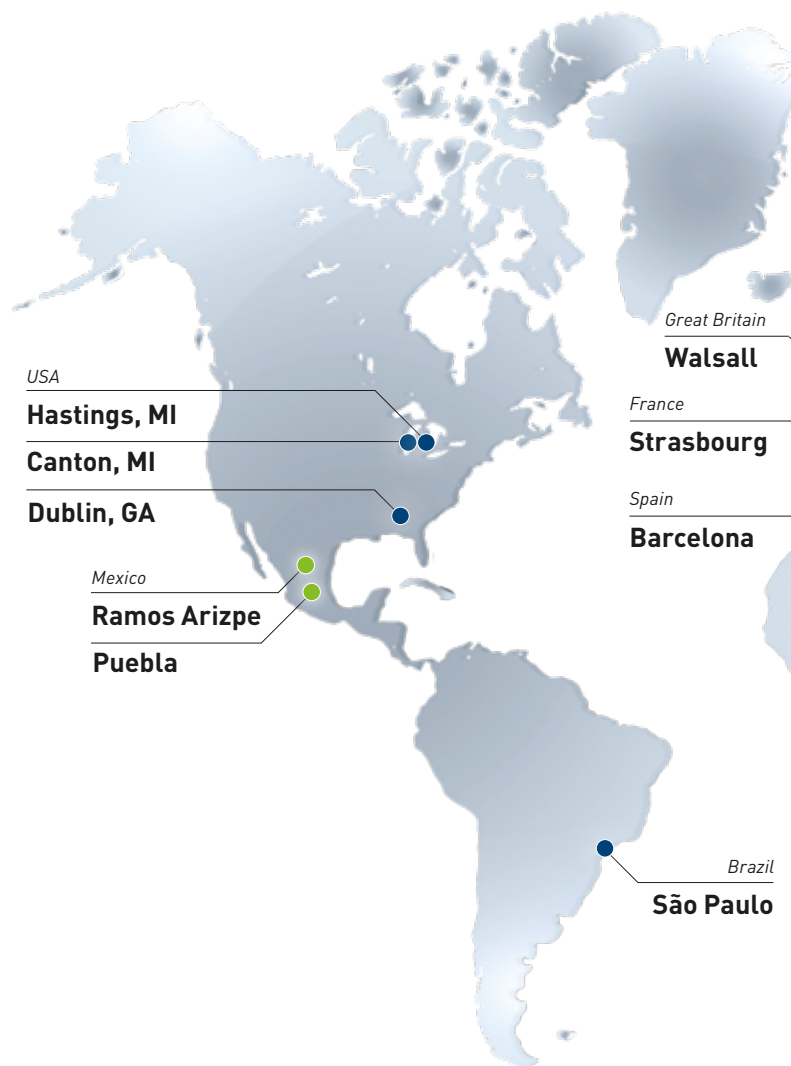 Great Britain
Walsall
USA
Hastings, MI
France
Strasbourg
Canton, MI
Spain
Dublin, GA
Barcelona
Mexico
Ramos Arizpe
Puebla
Brazil
São Paulo